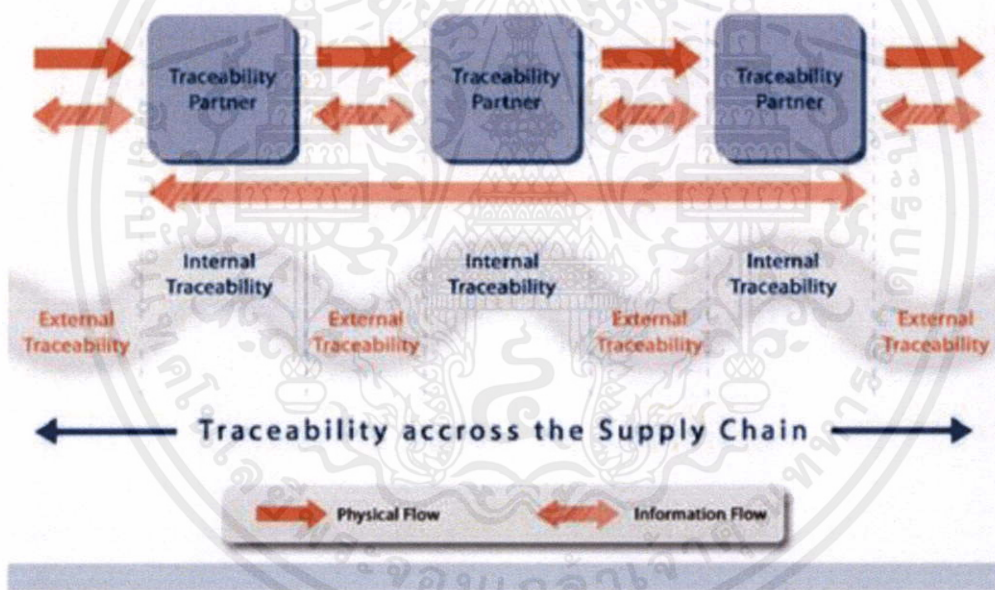 Traceability
Partner
Traceability
Partner
Traceability
Partner
Internal
Traceability
Internal
Traceability
Internal
Traceability
External
Traceability
External
Traceability
External
Traceability
External
Traceability
Traceability accross the Supply Chain
Physical Flow
Information Flow